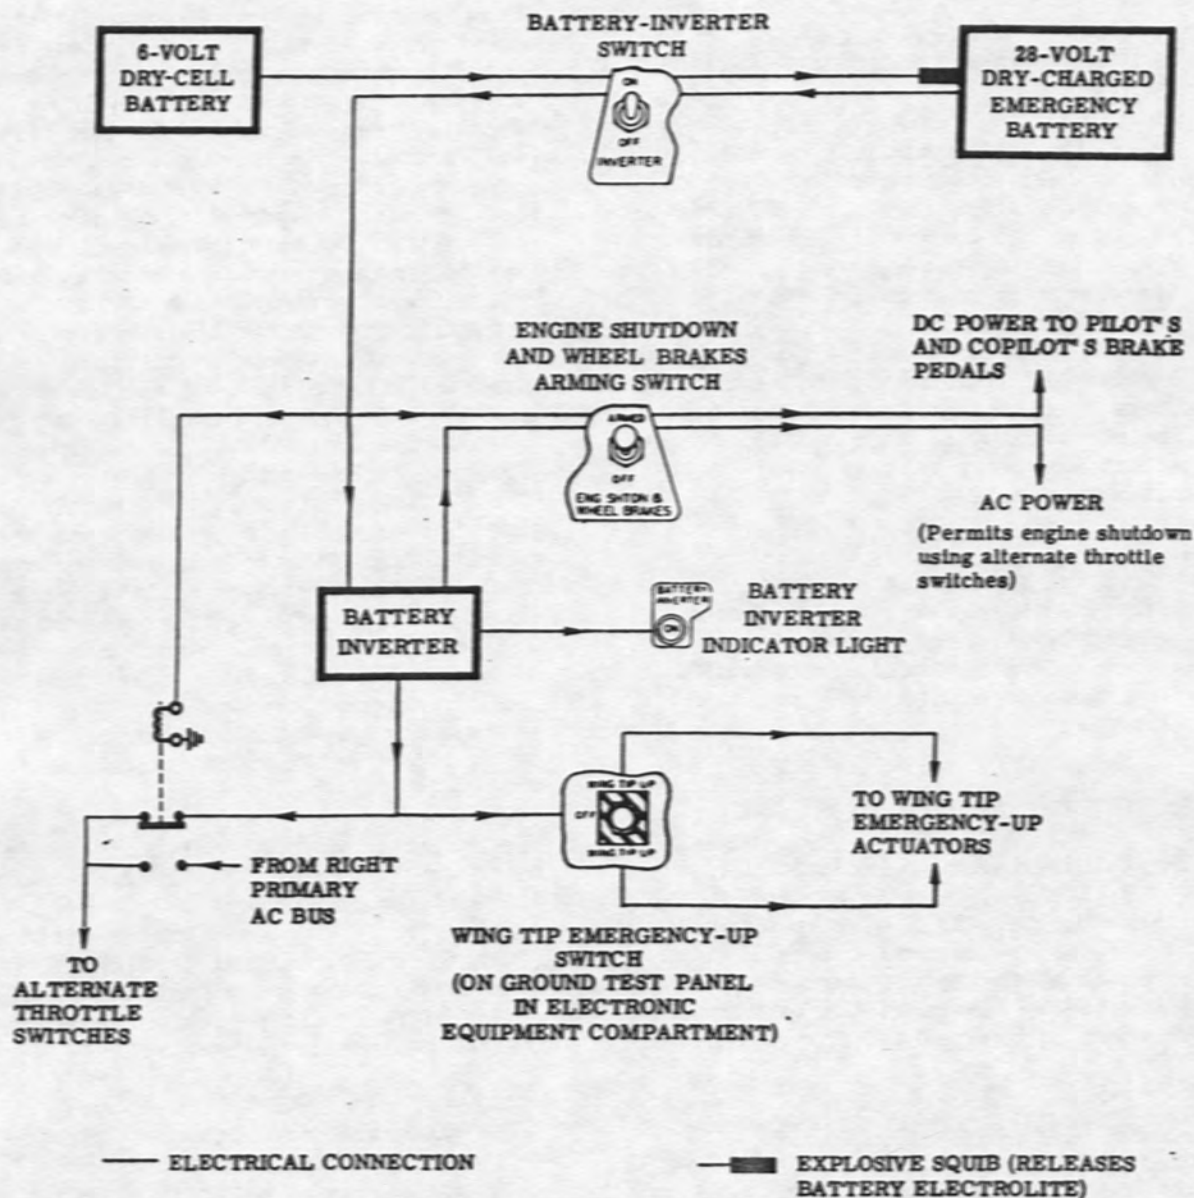 BATTERY-INVERTER
SWITCH
6-VOLT
DRY-CELL
BATTERY
ON
OFF
INVERTER
28-VOLT
DRY-CHARGED
EMERGENCY
BATTERY
ENGINE SHUTDOWN
AND WHEEL BRAKES
ARMING SWITCH
DC POWER TO PILOT'S
AND COPILOT'S BRAKE
PEDALS
ARMED
OFF
ENG SHTDN &
WHEEL BRAKES
AC POWER
(Permits engine shutdown
using alternate throttle
switches)
BATTERY
INVERTER
BATTERY
INVERTER
ON
BATTERY
INVERTER
INDICATOR LIGHT
WING TIP UP
OFF
WING TIP UP
TO WING TIP
EMERGENCY-UP
ACTUATORS
FROM RIGHT
PRIMARY
AC BUS
TO
ALTERNATE
THROTTLE
SWITCHES
WING TIP EMERGENCY-UP
SWITCH
(ON GROUND TEST PANEL
IN ELECTRONIC
EQUIPMENT COMPARTMENT)
ELECTRICAL CONNECTION
EXPLOSIVE SQUIB (RELEASES
BATTERY ELECTROLITE)